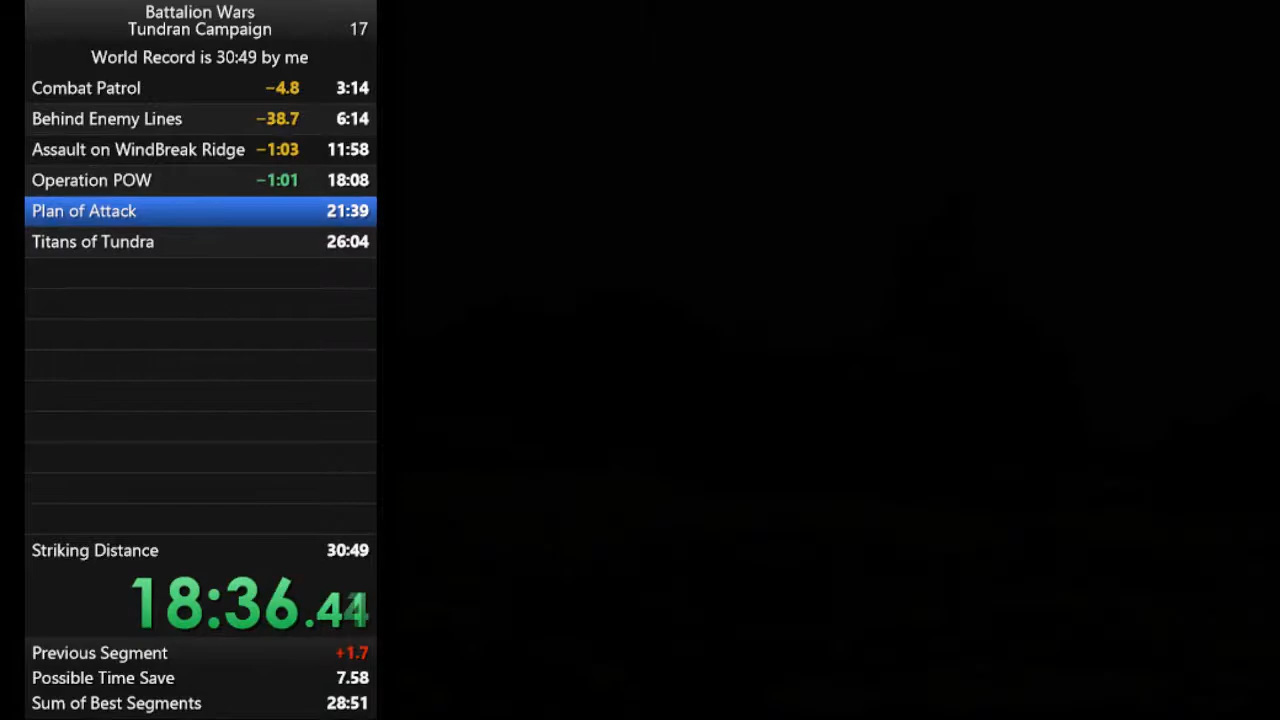 Battalion Wars
Tundran Campaign 17
World Record is 30:49 by me
Combat Patrol −4.8 3:14
Behind Enemy Lines −38.7 6:14
Assault on WindBreak Ridge −1:03 11:58
Operation POW −1:01 18:08
Plan of Attack 21:39
Titans of Tundra 26:04
Striking Distance 30:49
18:36.44
Previous Segment +1.7
Possible Time Save 7.58
Sum of Best Segments 28:51